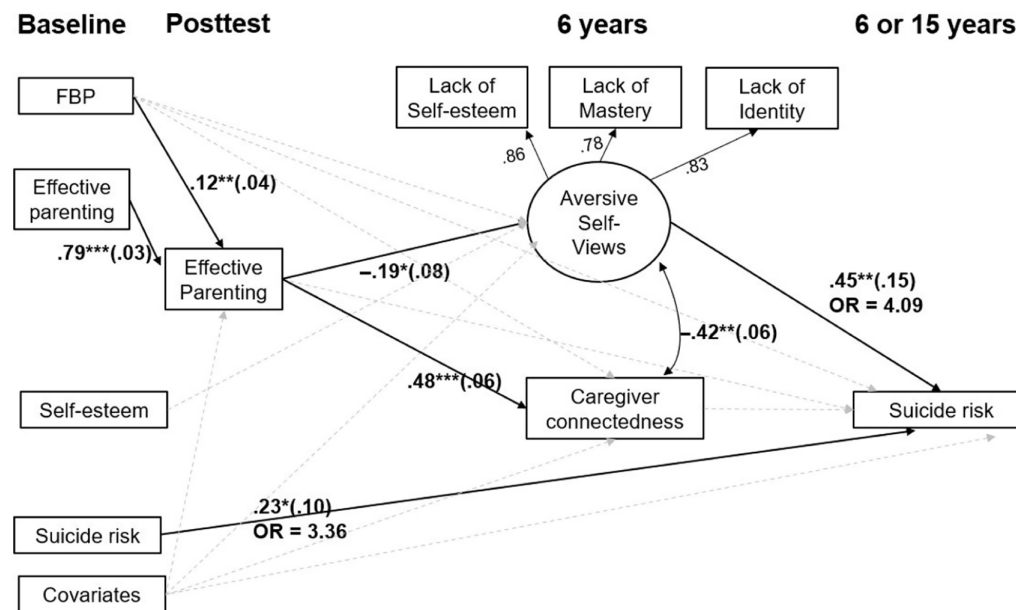 Baseline
Posttest
6 years
6 or 15 years
FBP
Lack of
Self-esteem
Lack of
Mastery
Lack of
Identity
.86
.78
.83
Effective
parenting
.12**(.04)
Aversive
Self-
Views
.79***(.03)
Effective
Parenting
–.19*(.08)
.45**(.15)
OR = 4.09
–.42**(.06)
.48***(.06)
Self-esteem
Caregiver
connectedness
Suicide risk
.23*(.10)
OR = 3.36
Suicide risk
Covariates